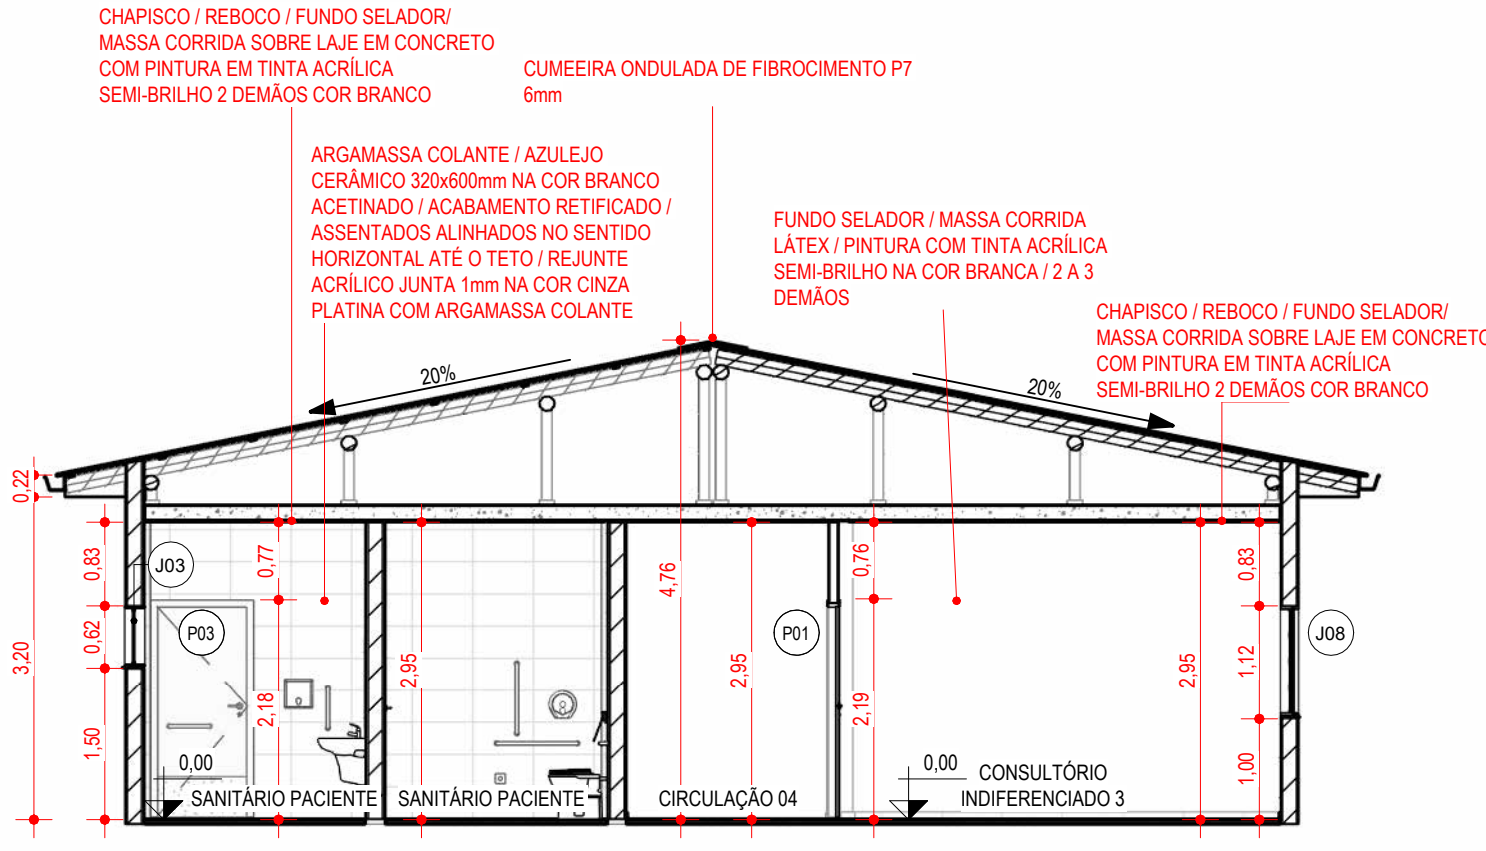 CHAPISCO / REBOCO / FUNDO SELADOR/
MASSA CORRIDA SOBRE LAJE EM CONCRETO
COM PINTURA EM TINTA ACRÍLICA
SEMI-BRILHO 2 DEMÃOS COR BRANCO
CUMEEIRA ONDULADA DE FIBROCIMENTO P7
6mm
ARGAMASSA COLANTE / AZULEJO
CERÂMICO 320x600mm NA COR BRANCO
ACETINADO / ACABAMENTO RETIFICADO /
ASSENTADOS ALINHADOS NO SENTIDO
HORIZONTAL ATÉ O TETO / REJUNTE
ACRÍLICO JUNTA 1mm NA COR CINZA
PLATINA COM ARGAMASSA COLANTE
FUNDO SELADOR / MASSA CORRIDA
LÁTEX / PINTURA COM TINTA ACRÍLICA
SEMI-BRILHO NA COR BRANCA / 2 A 3
DEMÃOS
CHAPISCO / REBOCO / FUNDO SELADOR/
MASSA CORRIDA SOBRE LAJE EM CONCRETO
COM PINTURA EM TINTA ACRÍLICA
SEMI-BRILHO 2 DEMÃOS COR BRANCO
20%
20%
0,22
3,20
0,83
0,62
1,50
J03
P03
0,77
2,18
0,00
SANITÁRIO PACIENTE
2,95
SANITÁRIO PACIENTE
4,76
2,95
CIRCULAÇÃO 04
P01
0,76
2,19
0,00
CONSULTÓRIO
INDIFERENCIADO 3
2,95
0,83
1,12
1,00
J08